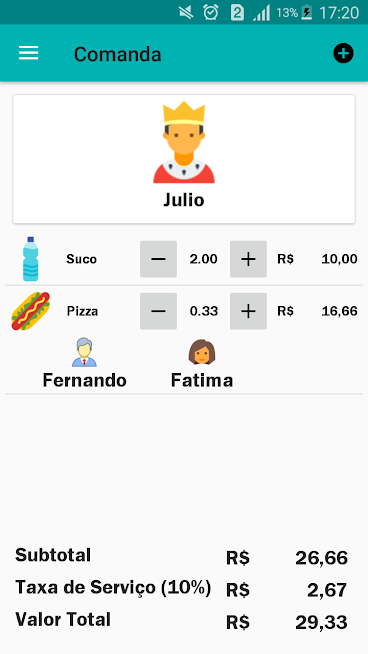 2 13% 17:20
Comanda
Julio
Suco 2.00 R$ 10,00
Pizza 0.33 R$ 16,66
Fernando Fatima
Subtotal R$ 26,66
Taxa de Serviço (10%) R$ 2,67
Valor Total R$ 29,33